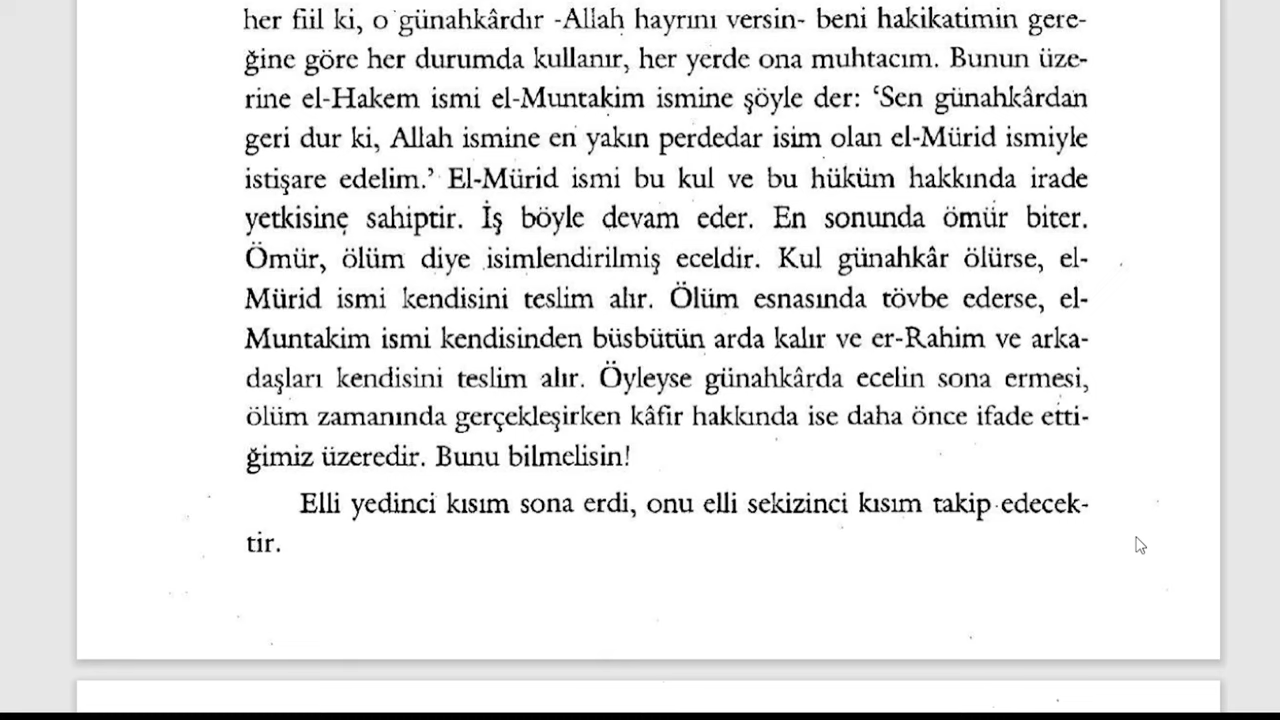 her fiil ki, o günahkârdır -Allah hayrını versin- beni hakikatimin gere-
ğine göre her durumda kullanır, her yerde ona muhtacım. Bunun üze-
rine el-Hakem ismi el-Muntakim ismine şöyle der: ‘Sen günahkârdan
geri dur ki, Allah ismine en yakın perdedar isim olan el-Mürid ismiyle
istişare edelim.’ El-Mürid ismi bu kul ve bu hüküm hakkında irade
yetkisine sahiptir. İş böyle devam eder. En sonunda ömür biter.
Ömür, ölüm diye isimlendirilmiş eceldir. Kul günahkâr ölürse, el-
Mürid ismi kendisini teslim alır. Ölüm esnasında tövbe ederse, el-
Muntakim ismi kendisinden büsbütün arda kalır ve er-Rahim ve arka-
daşları kendisini teslim alır. Öyleyse günahkârda ecelin sona ermesi,
ölüm zamanında gerçekleşirken kâfir hakkında ise daha önce ifade etti-
ğimiz üzeredir. Bunu bilmelisin!
Elli yedinci kısım sona erdi, onu elli sekizinci kısım takip edecek-
tir.